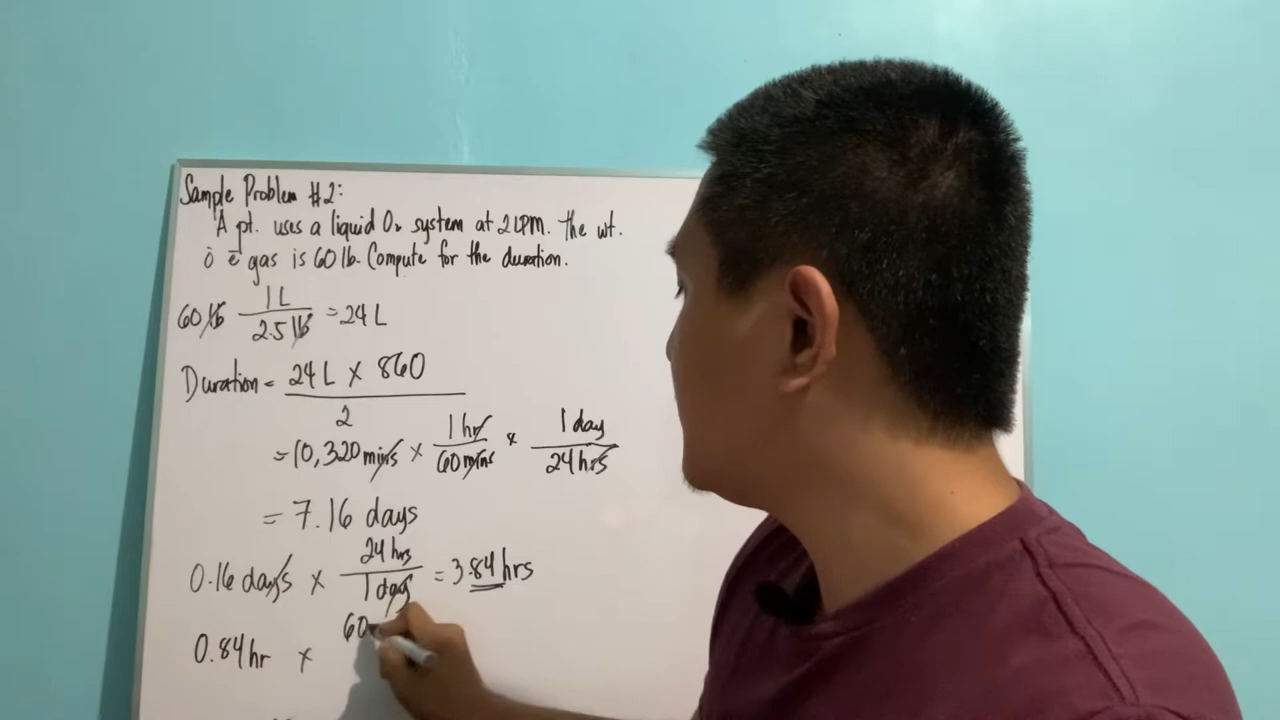 Sample Problem #2:
A pt. uses a liquid O₂ system at 2 LPM. The wt.
ō ē gas is 60 lb. Compute for the duration.
60 lb 1 L / 2.5 lb = 24 L
Duration = 24 L x 860 / 2
= 10,320 mins x 1 hr / 60 mins x 1 day / 24 hrs
= 7.16 days
0.16 days x 24 hrs / 1 day = 3.84 hrs
0.84 hr x 60